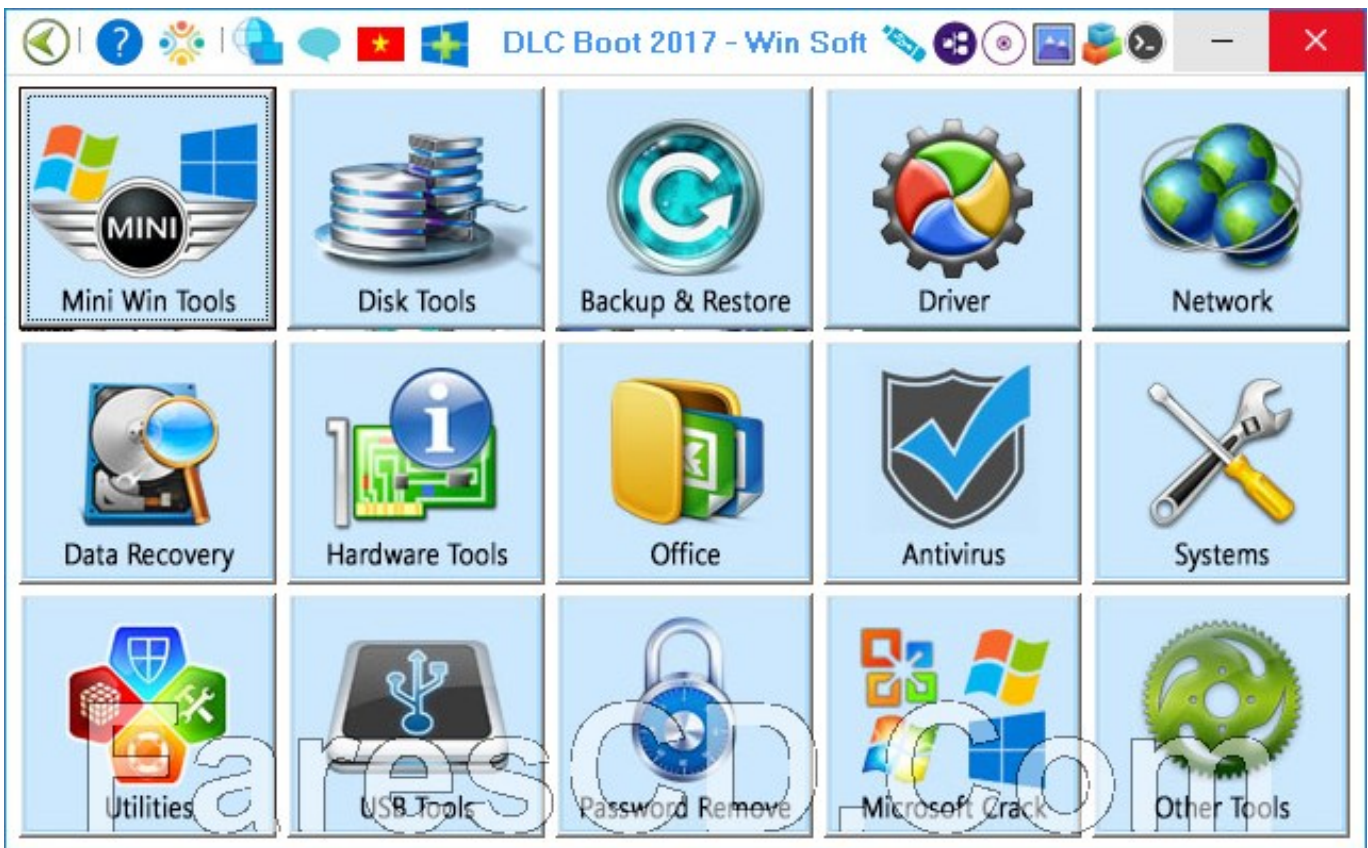 DLC Boot 2017 - Win Soft
MINI
Mini Win Tools
Disk Tools
Backup & Restore
Driver
Network
Data Recovery
Hardware Tools
Office
Antivirus
Systems
Utilities
USB Tools
Password Remove
Microsoft Crack
Other Tools
FaresCD.Com